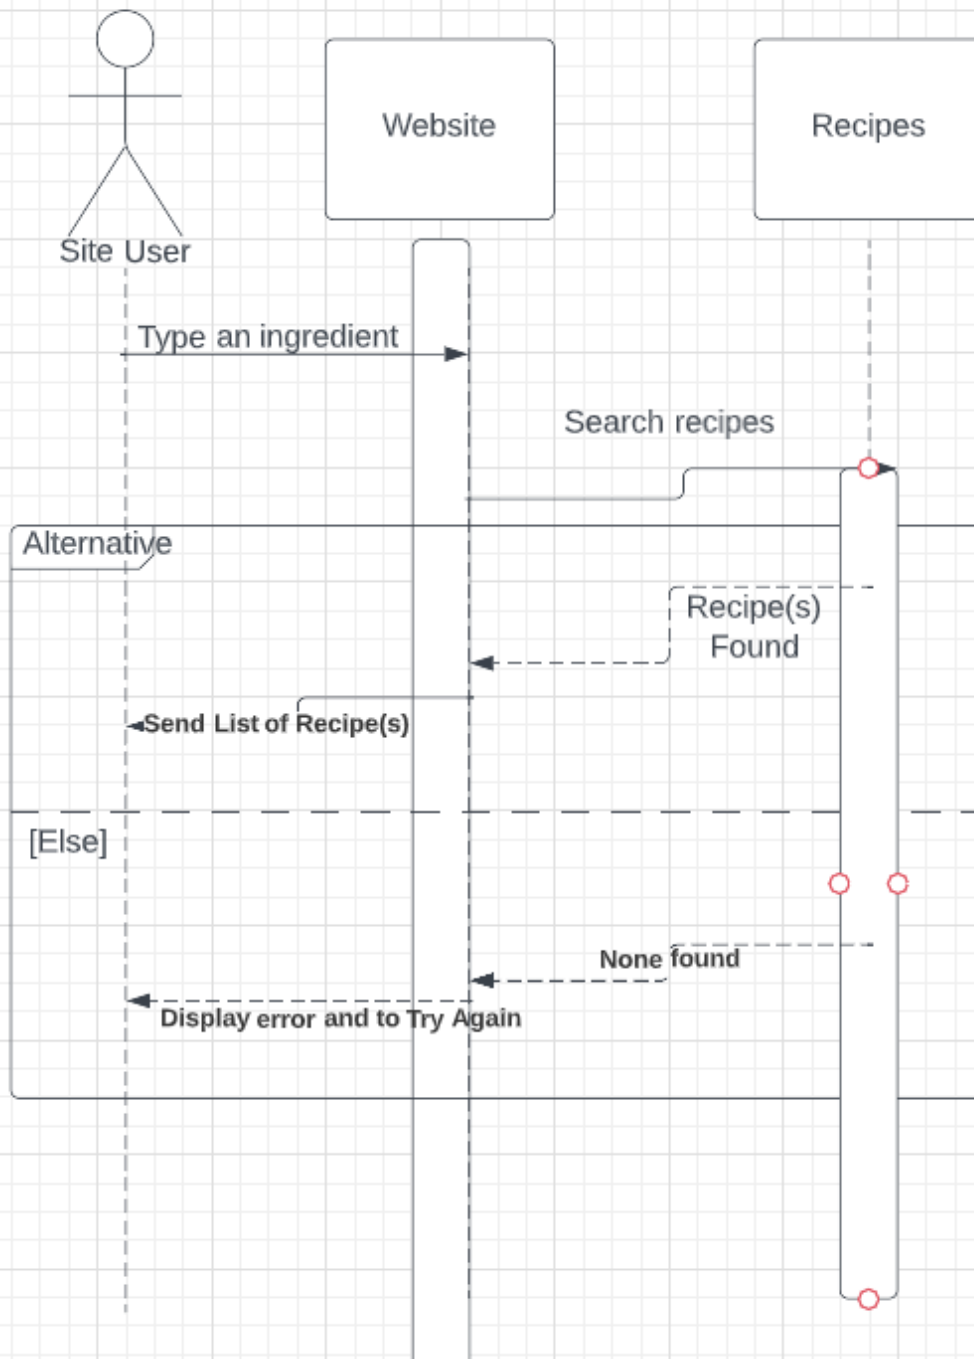 Website
Recipes
Site User
Type an ingredient
Search recipes
Alternative
Recipe(s)
Found
Send List of Recipe(s)
[Else]
None found
Display error and to Try Again